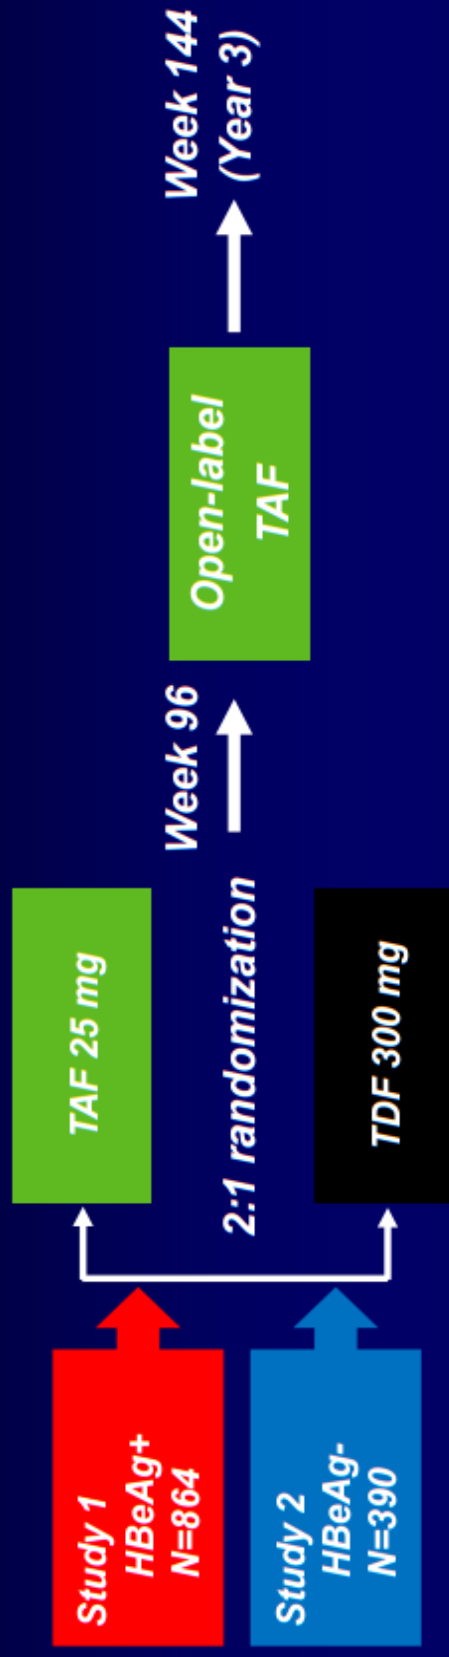 Study 1
HBeAg+
N=864
Study 2
HBeAg-
N=390
TAF 25 mg
2:1 randomization
TDF 300 mg
Week 96
Open-label
TAF
Week 144
(Year 3)